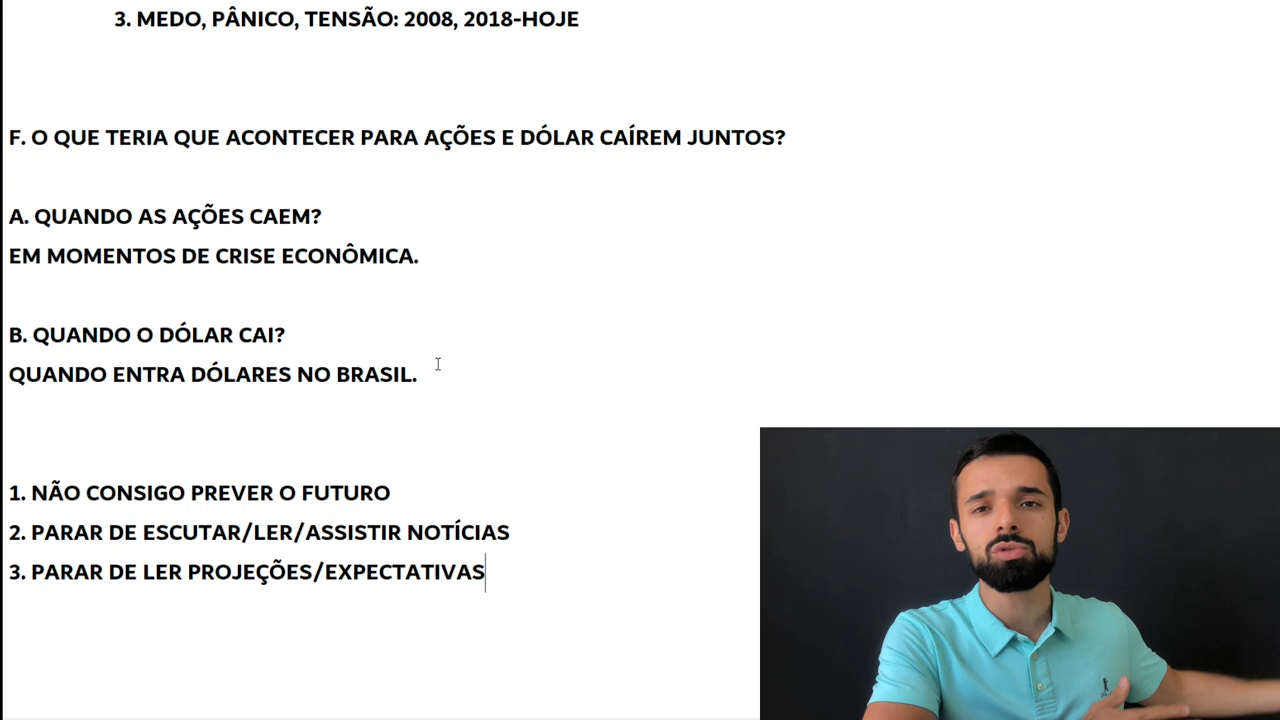 3. MEDO, PÂNICO, TENSÃO: 2008, 2018-HOJE
F. O QUE TERIA QUE ACONTECER PARA AÇÕES E DÓLAR CAÍREM JUNTOS?
A. QUANDO AS AÇÕES CAEM?
EM MOMENTOS DE CRISE ECONÔMICA.
B. QUANDO O DÓLAR CAI?
QUANDO ENTRA DÓLARES NO BRASIL.
1. NÃO CONSIGO PREVER O FUTURO
2. PARAR DE ESCUTAR/LER/ASSISTIR NOTÍCIAS
3. PARAR DE LER PROJEÇÕES/EXPECTATIVAS